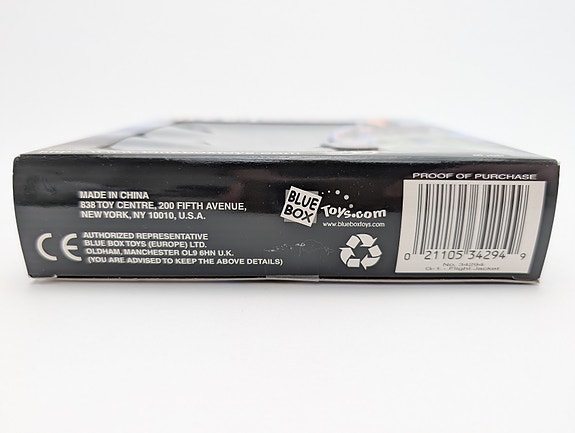 MADE IN CHINA
838 TOY CENTRE, 200 FIFTH AVENUE,
NEW YORK, NY 10010, U.S.A.
CE
AUTHORIZED REPRESENTATIVE
BLUE BOX TOYS (EUROPE) LTD.
OLDHAM, MANCHESTER OL9 6HN U.K.
(YOU ARE ADVISED TO KEEP THE ABOVE DETAILS)
BLUE
BOX
Toys.com
www.blueboxtoys.com
PROOF OF PURCHASE
0 21105 34294 9